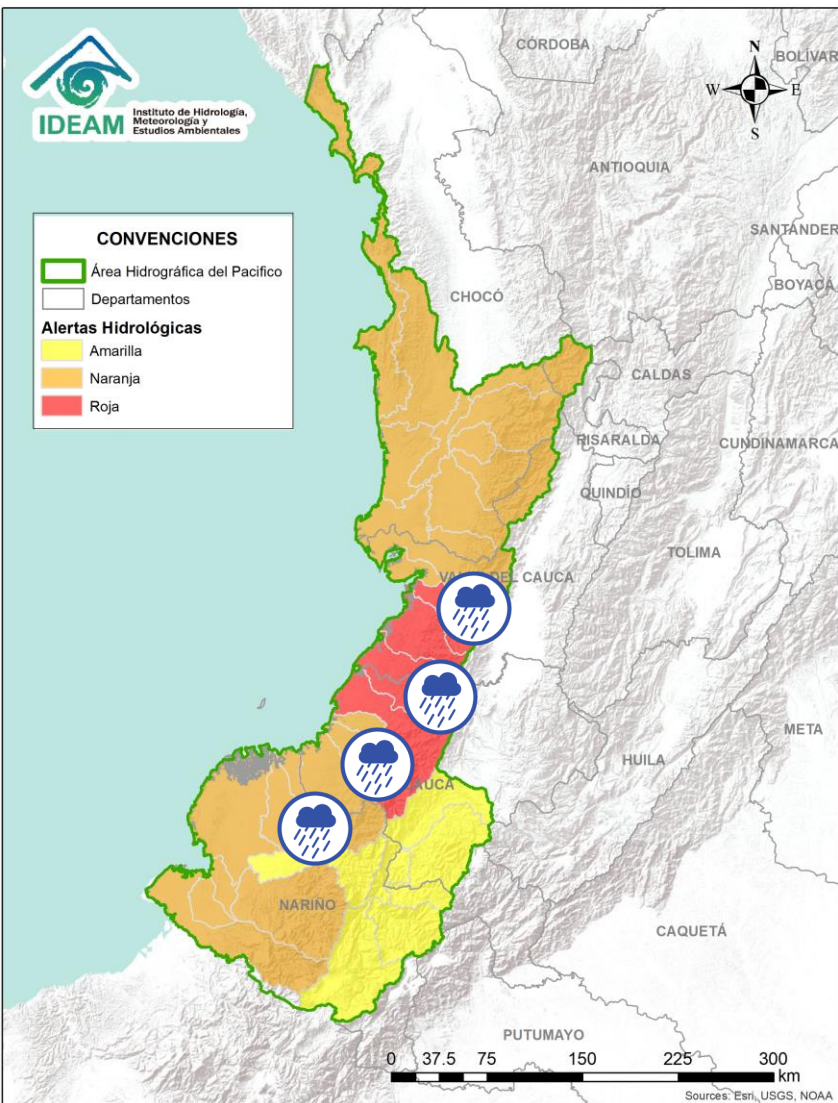 IDEAM
Instituto de Hidrología,
Meteorología y
Estudios Ambientales
CÓRDOBA
BOLÍVAR
N
W
E
S
ANTIOQUIA
SANTANDER
BOYACÁ
CONVENCIONES
Área Hidrográfica del Pacifico
Departamentos
Alertas Hidrológicas
Amarilla
Naranja
Roja
CHOCÓ
CALDAS
RISARALDA
CUNDINAMARCA
QUINDÍO
TOLIMA
DEL CAUCA
META
HUILA
NARIÑO
CAQUETÁ
PUTUMAYO
0 37.5 75 150 225 300
km
Sources: Esri, USGS, NOAA